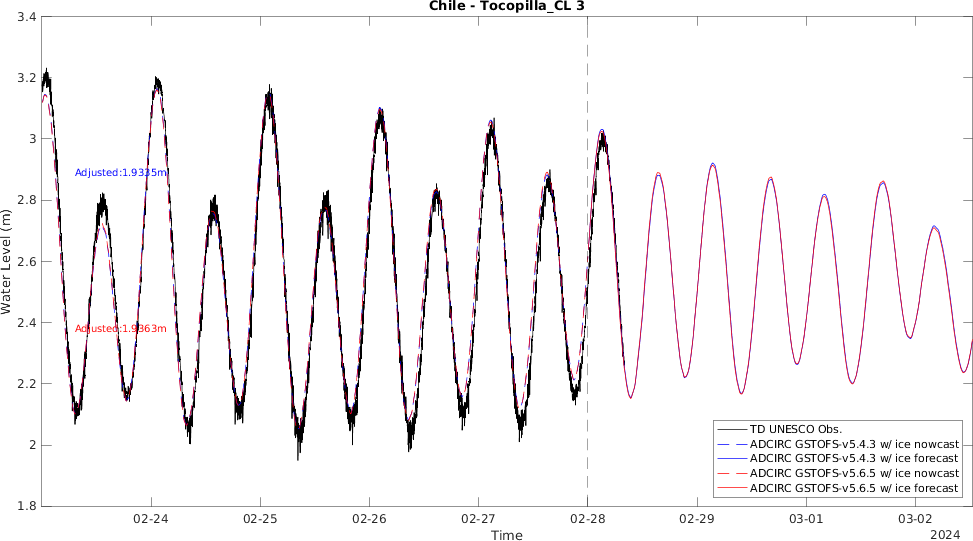 Chile - Tocopilla_CL 3
3.4
3.2
3
2.8
2.6
2.4
2.2
2
1.8
Water Level (m)
Adjusted:1.9335m
Adjusted:1.9363m
02-24
02-25
02-26
02-27
02-28
02-29
03-01
03-02
Time
2024
TD UNESCO Obs.
ADCIRC GSTOFS-v5.4.3 w/ ice nowcast
ADCIRC GSTOFS-v5.4.3 w/ ice forecast
ADCIRC GSTOFS-v5.6.5 w/ ice nowcast
ADCIRC GSTOFS-v5.6.5 w/ ice forecast